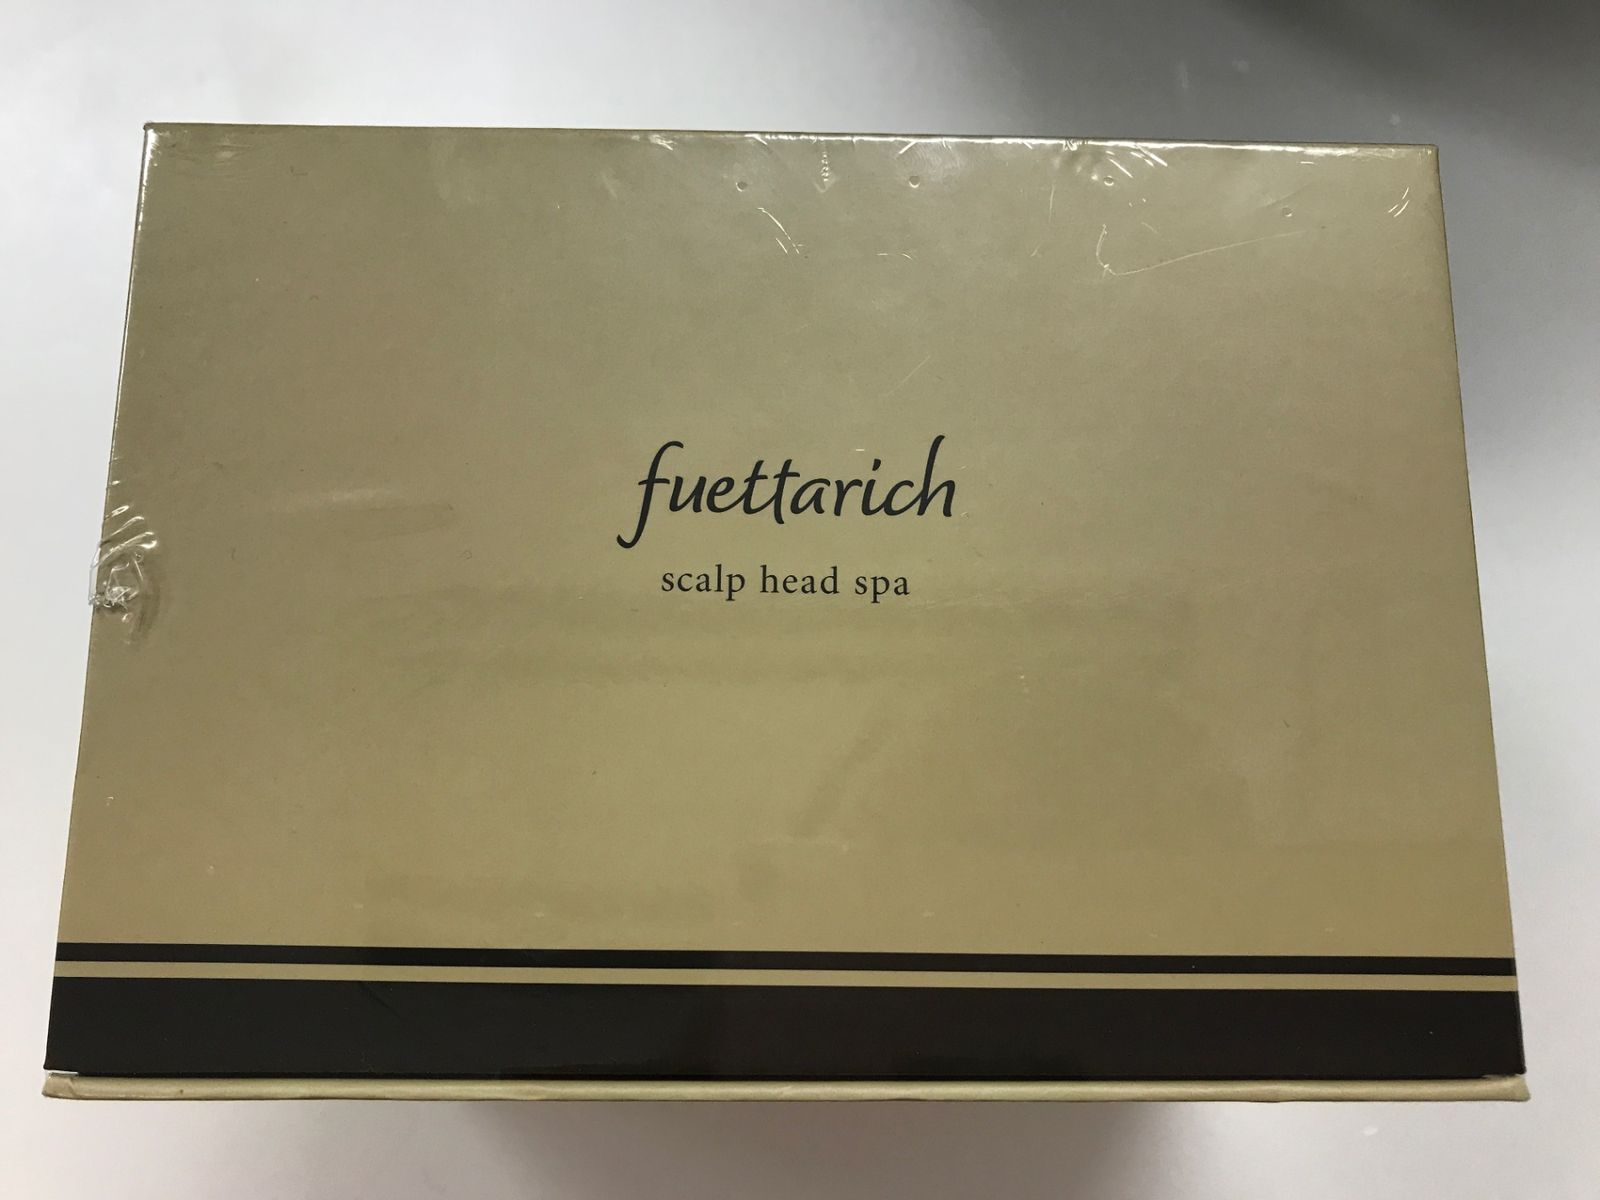 fuettarich
scalp head spa